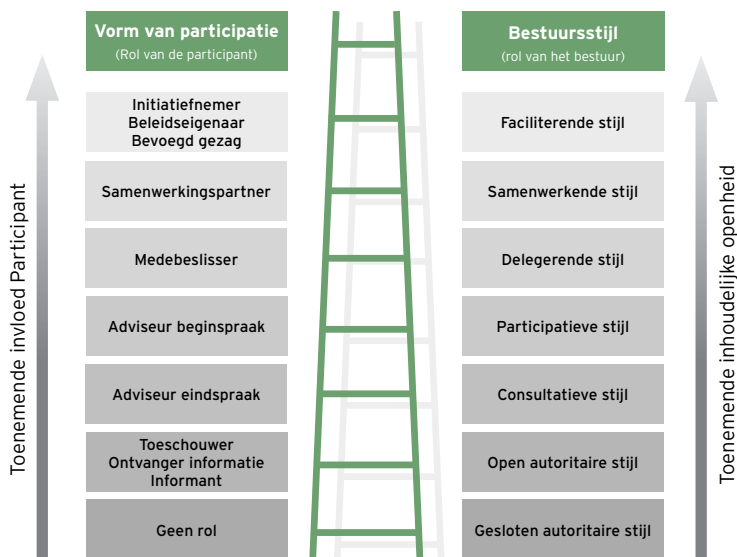 Vorm van participatie
(Rol van de participant)
Bestuursstijl
(rol van het bestuur)
Toenemende invloed Participant
Initiatiefnemer
Beleidseigenaar
Bevoegd gezag
Faciliterende stijl
Samenwerkingspartner
Samenwerkende stijl
Medebeslisser
Delegerende stijl
Adviseur beginspraak
Participatieve stijl
Adviseur eindspraak
Consultatieve stijl
Toeschouwer
Ontvanger informatie
Informant
Open autoritaire stijl
Geen rol
Gesloten autoritaire stijl
Toenemende inhoudelijke openheid